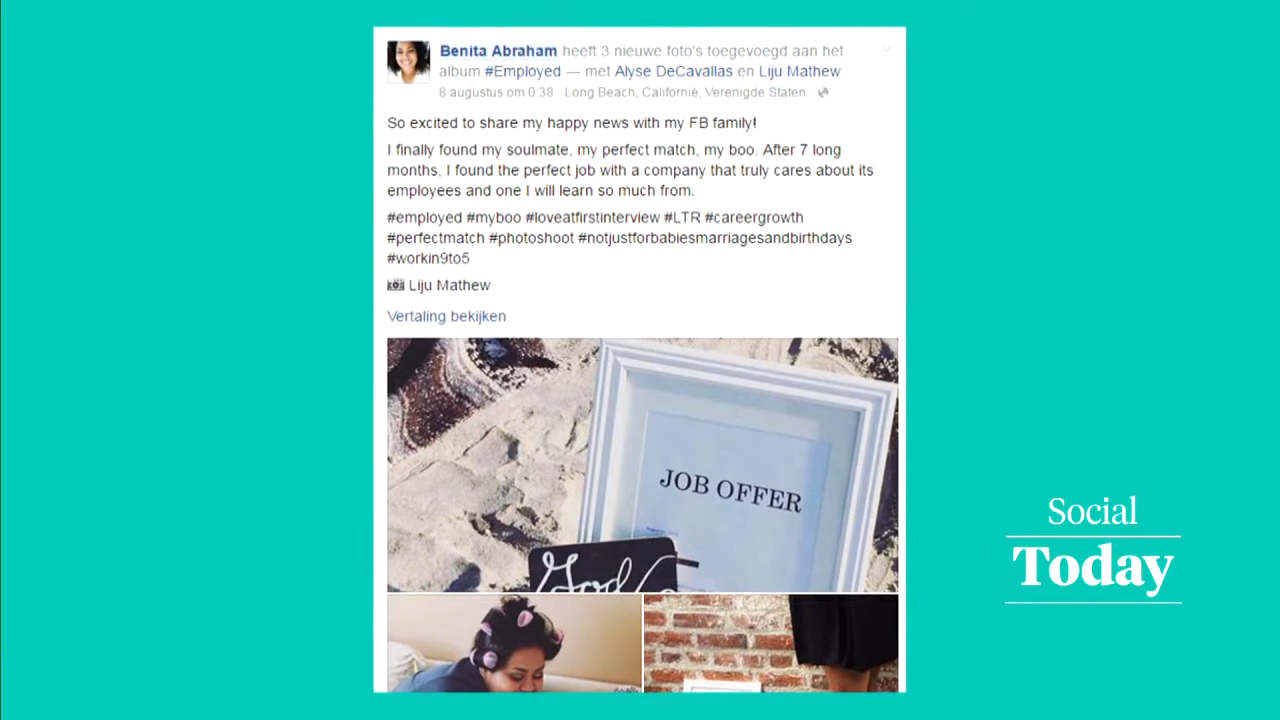 Benita Abraham heeft 3 nieuwe foto's toegevoegd aan het
album #Employed — met Alyse DeCavallas en Liju Mathew
8 augustus om 0:38 · Long Beach, Californië, Verenigde Staten
So excited to share my happy news with my FB family!
I finally found my soulmate, my perfect match, my boo. After 7 long
months, I found the perfect job with a company that truly cares about its
employees and one I will learn so much from.
#employed #myboo #loveatfirstinterview #LTR #careergrowth
#perfectmatch #photoshoot #notjustforbabiesmarriagesandbirthdays
#workin9to5
Liju Mathew
Vertaling bekijken
JOB OFFER
God
Social
Today